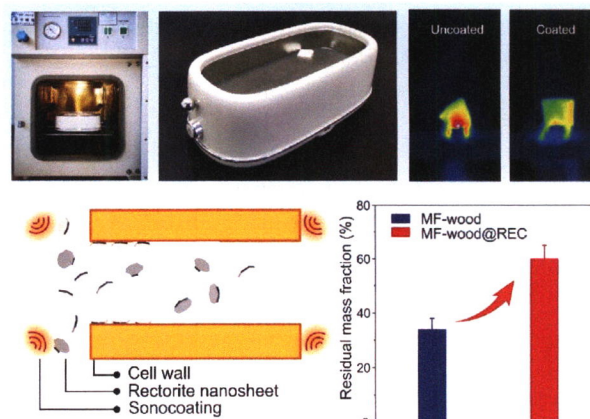 Uncoated
Coated
Cell wall
Rectorite nanosheet
Sonocoating
Residual mass fraction (%)
80
60
40
20
0
MF-wood
MF-wood@REC